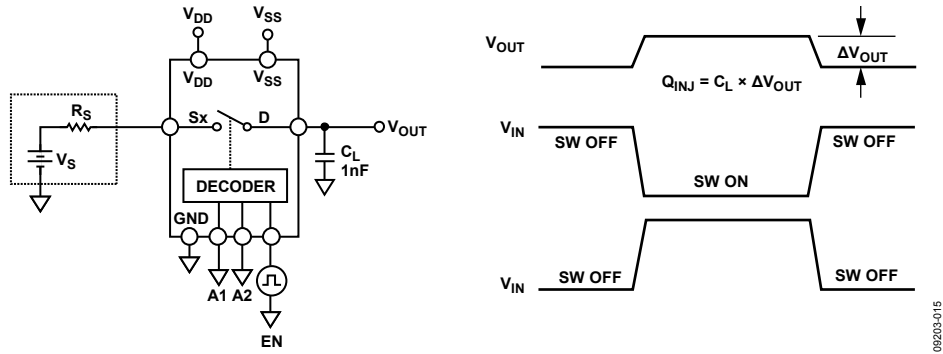 VDD VSS
VDD VSS
RS
VS
Sx D
VOUT
CL
1nF
DECODER
GND
A1 A2
EN
VOUT
ΔVOUT
QINJ = CL × ΔVOUT
VIN
SW OFF SW OFF
SW ON
VIN
SW OFF SW OFF
09203-015